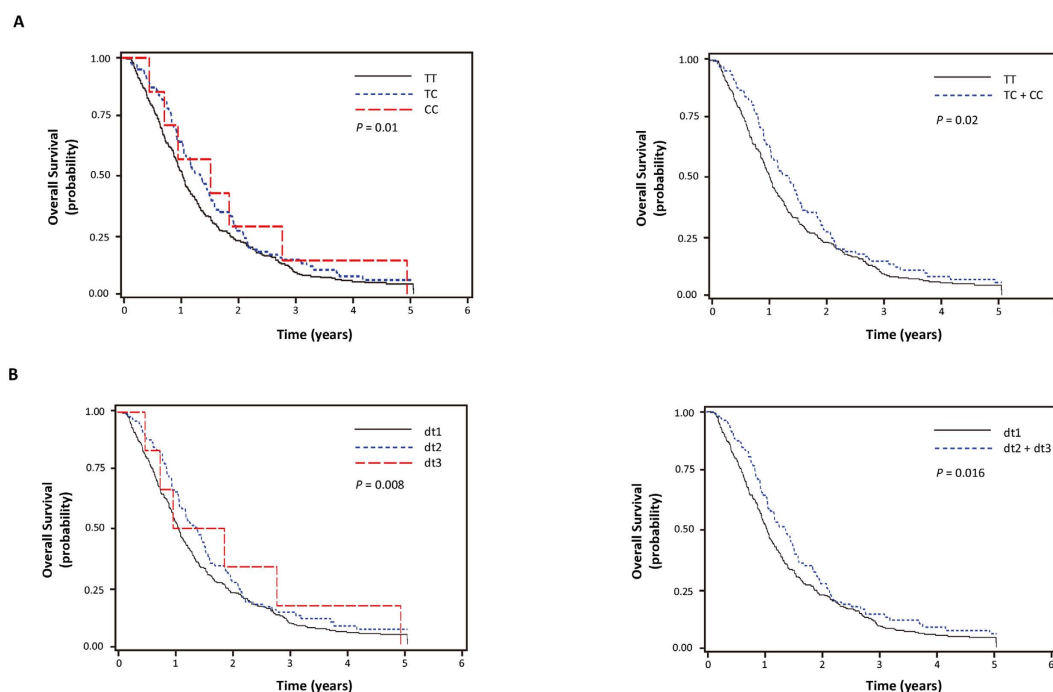 A
Overall Survival
(probability)
1.00
0.75
0.50
0.25
0.00
0 1 2 3 4 5 6
Time (years)
TT
TC
CC
P = 0.01
Overall Survival
(probability)
1.00
0.75
0.50
0.25
0.00
0 1 2 3 4 5 6
Time (years)
TT
TC + CC
P = 0.02
B
Overall Survival
(probability)
1.00
0.75
0.50
0.25
0.00
0 1 2 3 4 5 6
Time (years)
dt1
dt2
dt3
P = 0.008
Overall Survival
(probability)
1.00
0.75
0.50
0.25
0.00
0 1 2 3 4 5 6
Time (years)
dt1
dt2 + dt3
P = 0.016